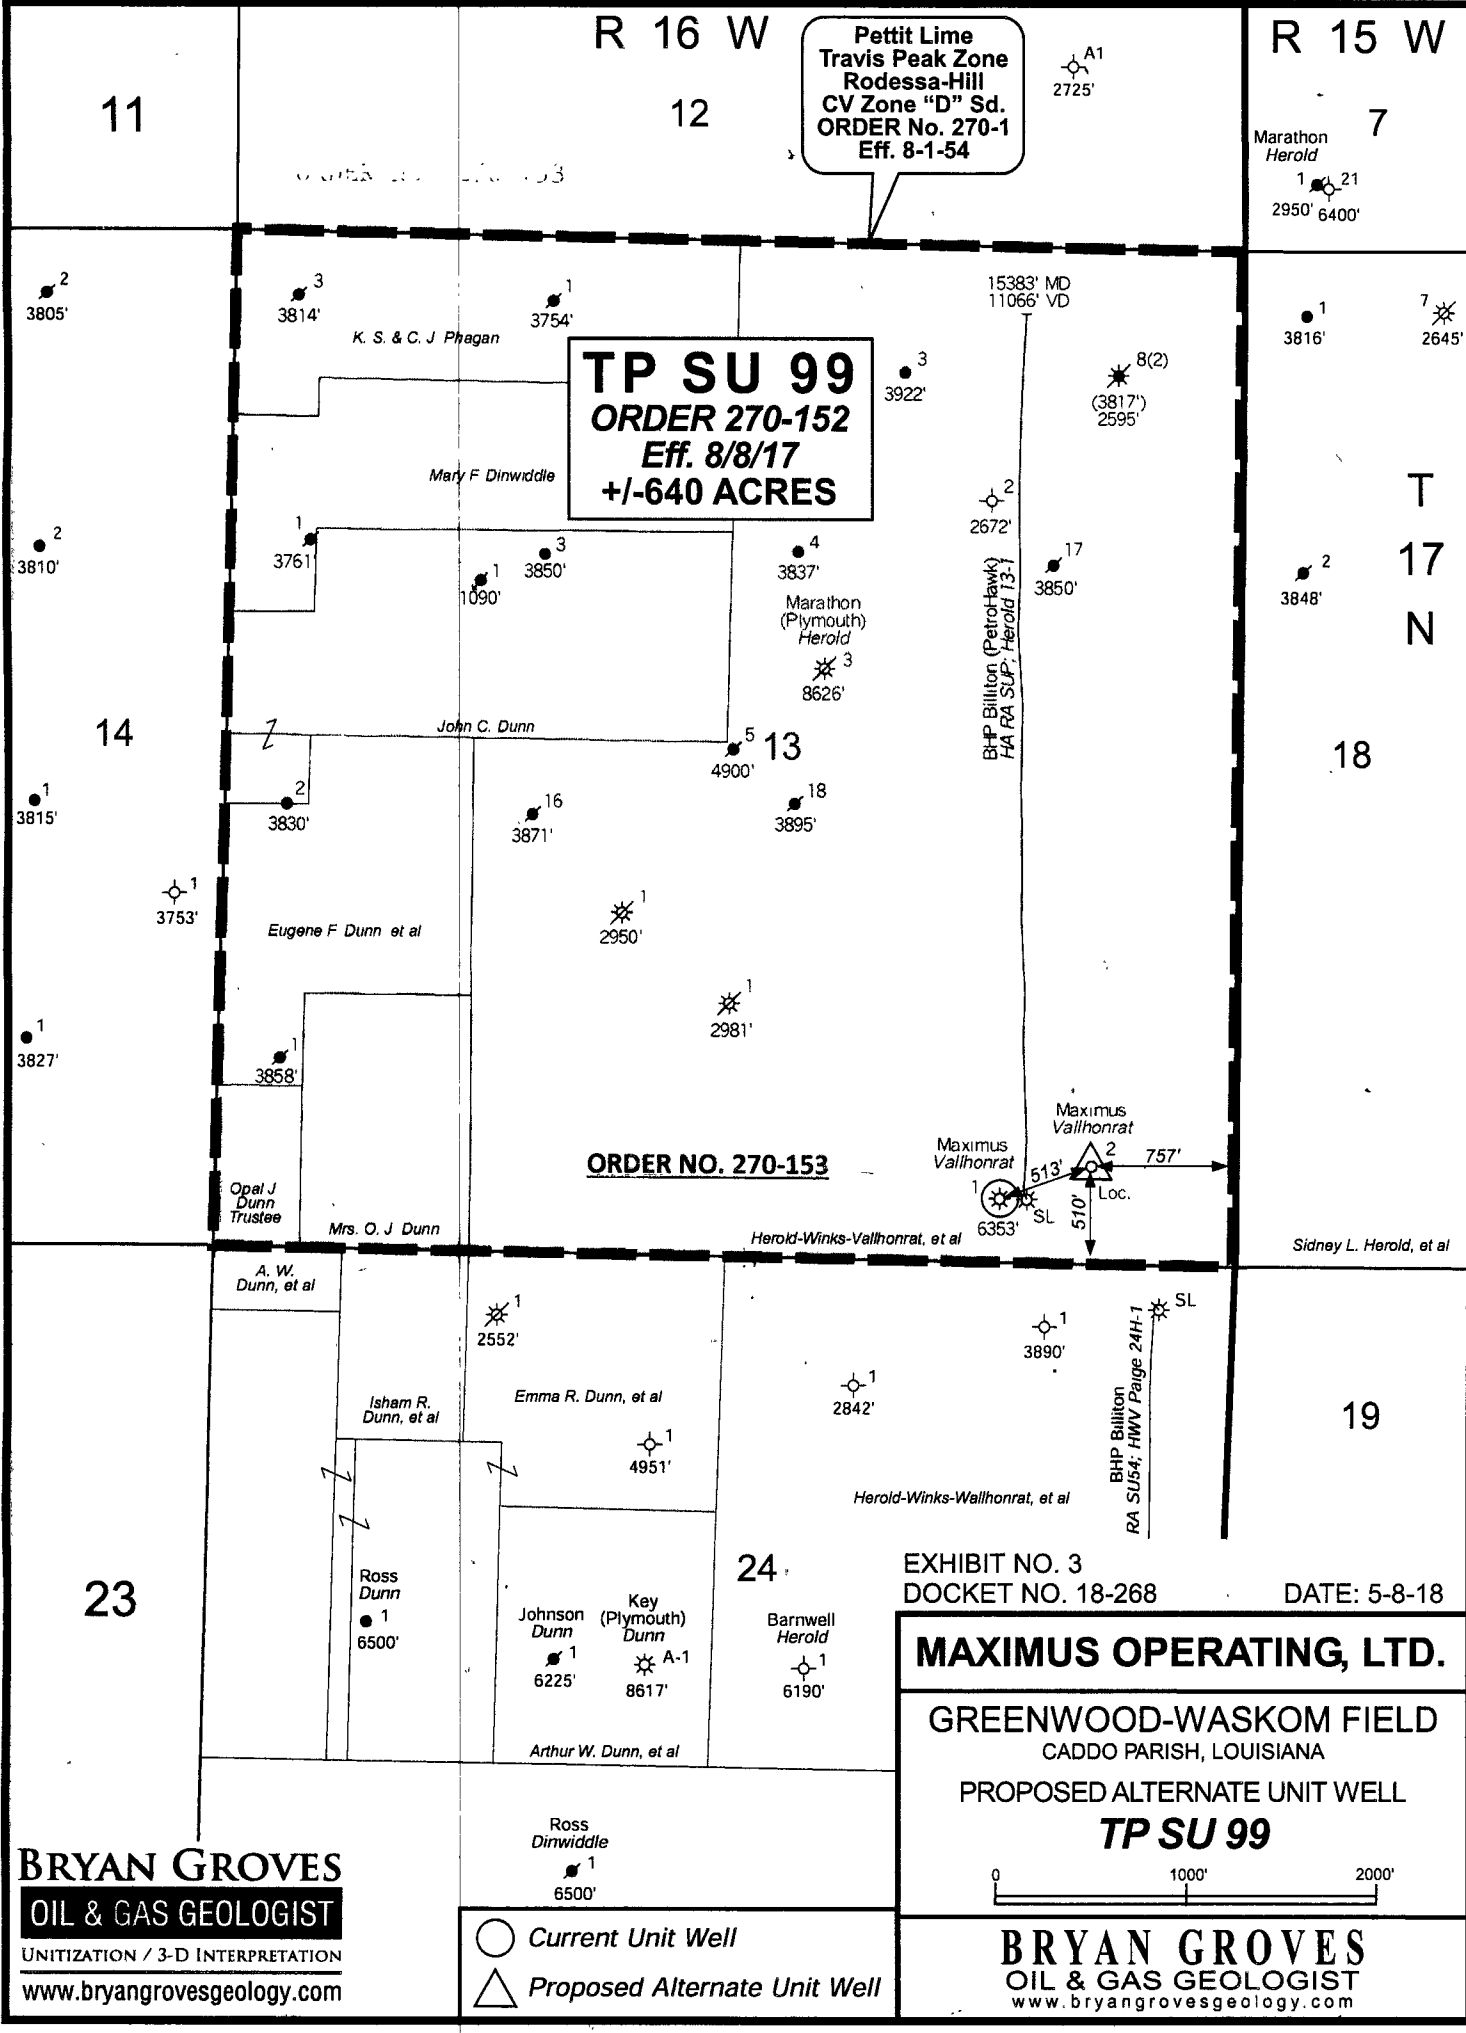 R 16 W
R 15 W
Pettit Lime
Travis Peak Zone
Rodessa-Hill
CV Zone "D" Sd.
ORDER No. 270-1
Eff. 8-1-54
A1
2725'
11
12
7
Marathon
Herold
1
21
2950'
6400'
2
3805'
3
3814'
1
3754'
K. S. & C. J Phagan
15383' MD
11066' VD
1
3816'
7
2645'
TP SU 99
ORDER 270-152
Eff. 8/8/17
+/-640 ACRES
3
3922'
8(2)
(3817')
2595'
Mary F Dinwiddle
2
2672'
T
17
N
2
3810'
1
3761'
3
3850'
1
1090'
4
3837'
17
3850'
2
3848'
Marathon
(Plymouth)
Herold
3
8626'
BHP Billiton (PetroHawk)
HA RA SUP; Herold 13-1
14
John C. Dunn
5
4900'
13
18
1
3815'
2
3830'
16
3871'
18
3895'
1
3753'
Eugene F Dunn et al
1
2950'
1
2981'
1
3827'
1
3858'
ORDER NO. 270-153
Maximus
Vallhonrat
1
6353'
SL
513'
Maximus
Vallhonrat
2
Loc.
757'
510'
Opal J
Dunn
Trustee
Mrs. O. J Dunn
Herold-Winks-Vallhonrat, et al
Sidney L. Herold, et al
A. W.
Dunn, et al
1
2552'
1
3890'
SL
1
2842'
BHP Billiton
RA SU54; HWV Paige 24H-1
Isham R.
Dunn, et al
Emma R. Dunn, et al
1
4951'
19
Herold-Winks-Wallhonrat, et al
23
24
Ross
Dunn
1
6500'
Johnson
Dunn
1
6225'
Key
(Plymouth)
Dunn
A-1
8617'
Barnwell
Herold
1
6190'
Arthur W. Dunn, et al
Ross
Dinwiddle
1
6500'
EXHIBIT NO. 3
DOCKET NO. 18-268
DATE: 5-8-18
MAXIMUS OPERATING, LTD.
GREENWOOD-WASKOM FIELD
CADDO PARISH, LOUISIANA
PROPOSED ALTERNATE UNIT WELL
TP SU 99
0
1000'
2000'
BRYAN GROVES
OIL & GAS GEOLOGIST
www.bryangrovesgeology.com
BRYAN GROVES
OIL & GAS GEOLOGIST
UNITIZATION / 3-D INTERPRETATION
www.bryangrovesgeology.com
Current Unit Well
Proposed Alternate Unit Well